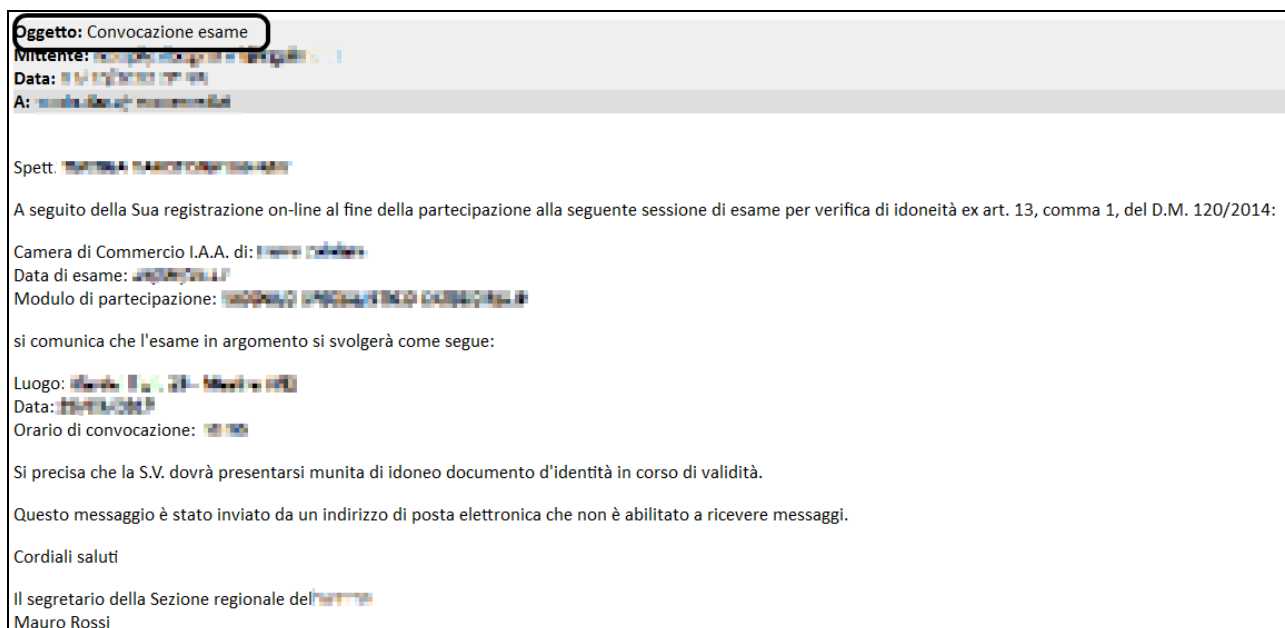 Oggetto: Convocazione esame
Mittente:
Data:
A:
Spett.
A seguito della Sua registrazione on-line al fine della partecipazione alla seguente sessione di esame per verifica di idoneità ex art. 13, comma 1, del D.M. 120/2014:
Camera di Commercio I.A.A. di:
Data di esame:
Modulo di partecipazione:
si comunica che l'esame in argomento si svolgerà come segue:
Luogo:
Data:
Orario di convocazione:
Si precisa che la S.V. dovrà presentarsi munita di idoneo documento d'identità in corso di validità.
Questo messaggio è stato inviato da un indirizzo di posta elettronica che non è abilitato a ricevere messaggi.
Cordiali saluti
Il segretario della Sezione regionale del
Mauro Rossi